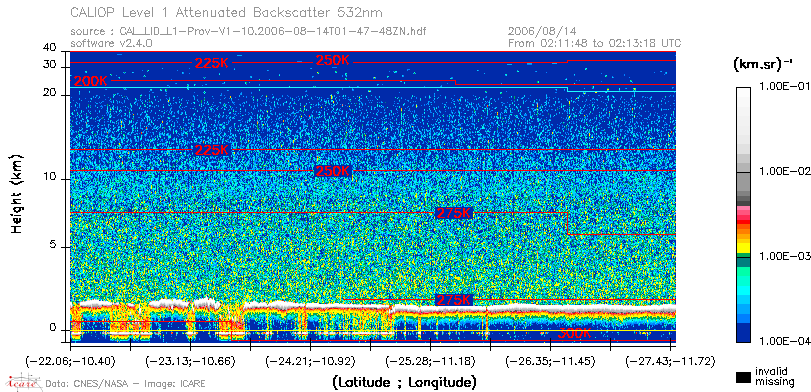 CALIOP Level 1 Attenuated Backscatter 532nm
source : CAL_LID_L1-Prov-V1-10.2006-08-14T01-47-48ZN.hdf
2006/08/14
software v2.4.0
From 02:11:48 to 02:13:18 UTC
(km.sr)⁻¹
40
30
20
10
5
0
Height (km)
275K
250K
200K
225K
250K
275K
275K
300K
1.00E-01
1.00E-02
1.00E-03
1.00E-04
invalid
missing
(-22.06;-10.40) (-23.13;-10.66) (-24.21;-10.92) (-25.28;-11.18) (-26.35;-11.45) (-27.43;-11.72)
(Latitude ; Longitude)
icare Data: CNES/NASA - Image: ICARE